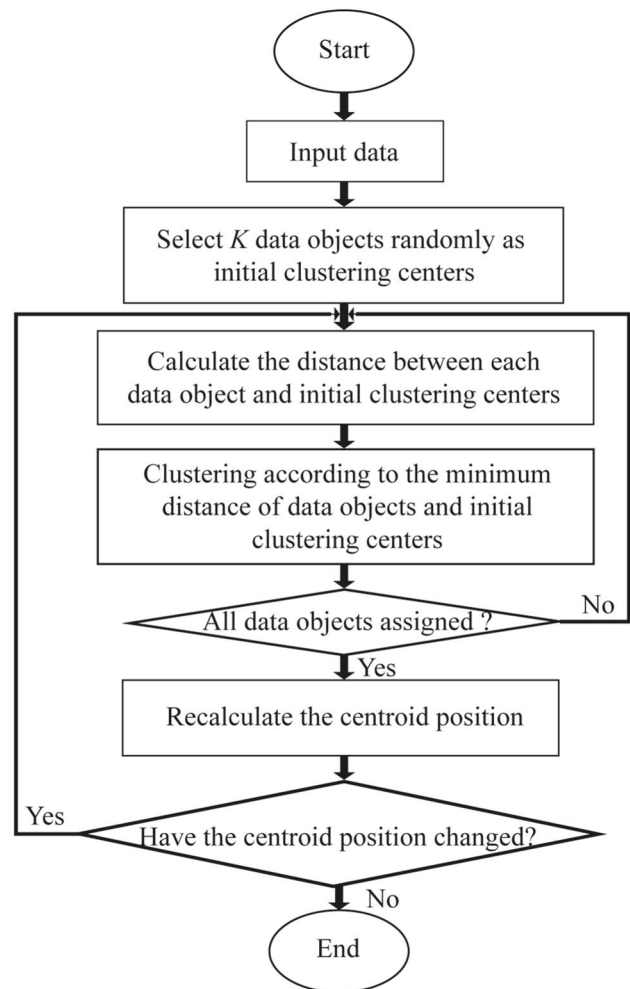 Start
Input data
Select K data objects randomly as
initial clustering centers
Calculate the distance between each
data object and initial clustering centers
Clustering according to the minimum
distance of data objects and initial
clustering centers
All data objects assigned ?
No
Yes
Recalculate the centroid position
Yes
Have the centroid position changed?
No
End